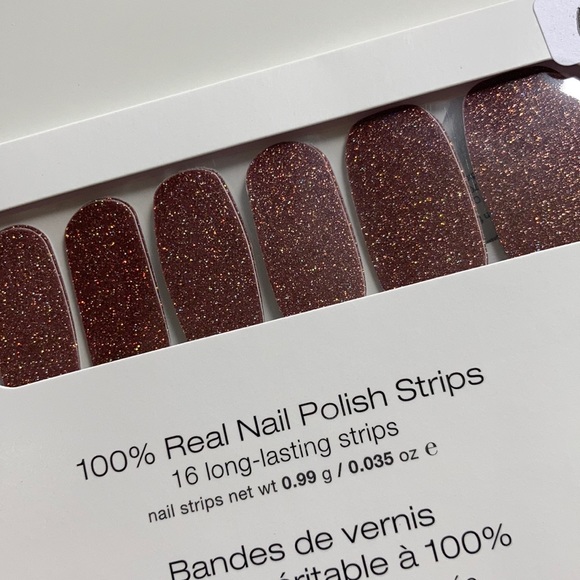 100% Real Nail Polish Strips
16 long-lasting strips
nail strips net wt 0.99 g / 0.035 oz ℮
Bandes de vernis
à 100%